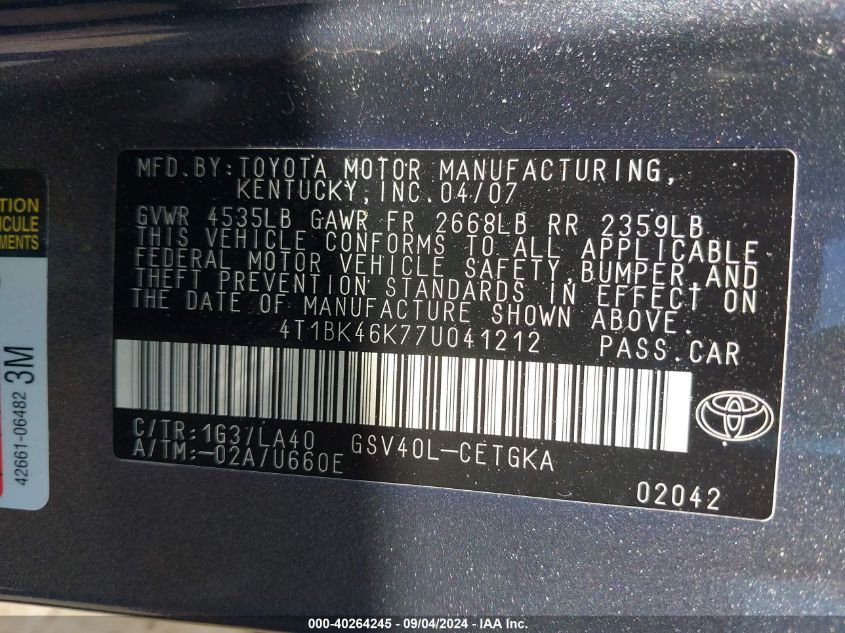 MFD.BY:TOYOTA MOTOR MANUFACTURING,
KENTUCKY,INC.04/07
GVWR 4535LB GAWR FR 2668LB RR 2359LB
THIS VEHICLE CONFORMS TO ALL APPLICABLE
FEDERAL MOTOR VEHICLE SAFETY,BUMPER,AND
THEFT PREVENTION STANDARDS IN EFFECT ON
THE DATE OF MANUFACTURE SHOWN ABOVE.
4T1BK46K77U041212 PASS.CAR
C/TR:1G37LA40 GSV40L-CETGKA
A/TM:-02A/U660E
02042
42661-06482 3M
000-40264245 - 09/04/2024 - IAA Inc.